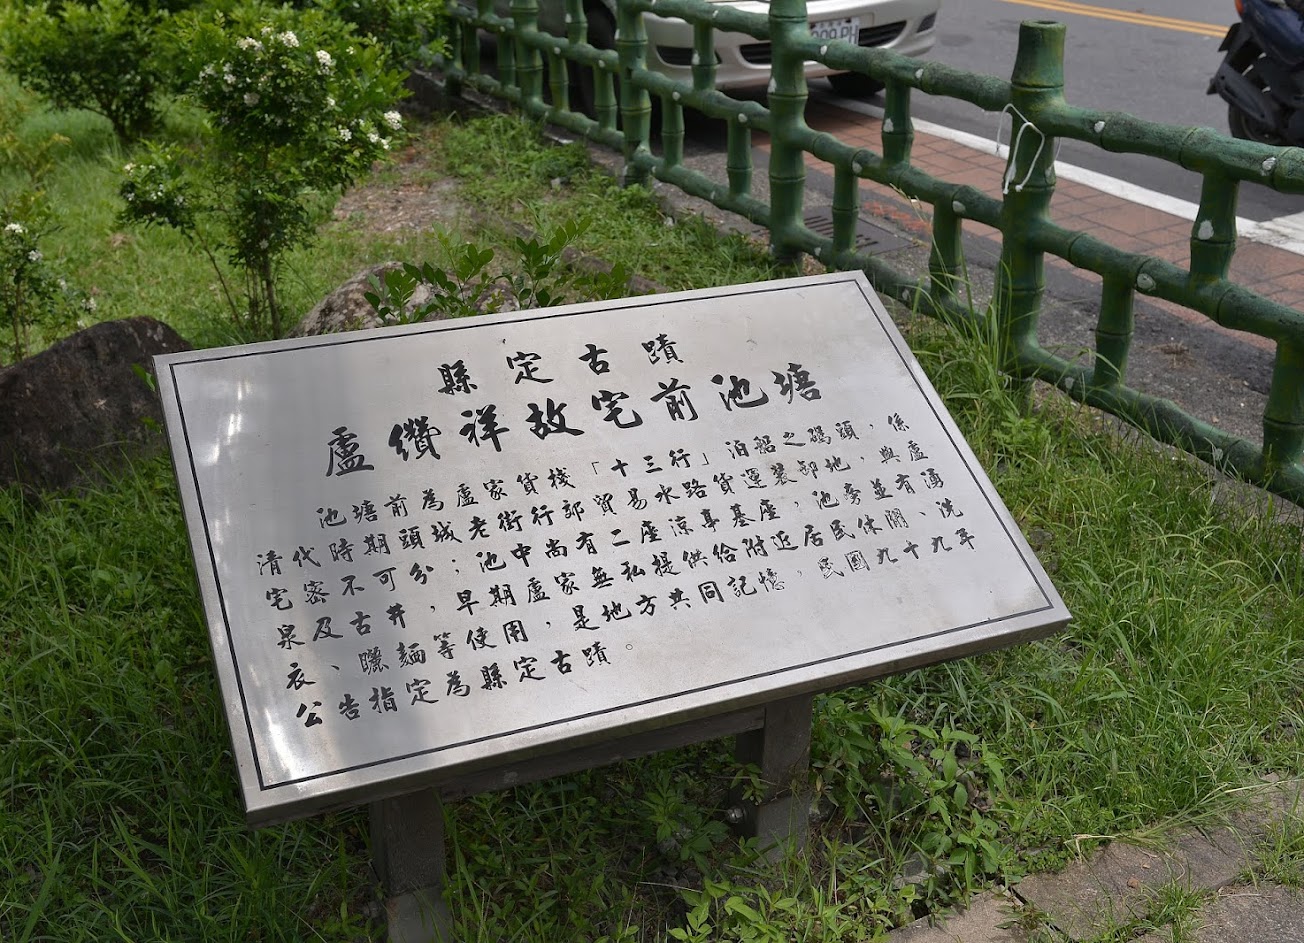 縣定古蹟
盧纘祥故宅前池塘
池塘前為盧家貨棧「十三行」泊船之碼頭，係
清代時期頭城老街行郊貿易水路貨運裝卸地，與盧
宅密不可分；池中尚有二座涼亭基座，池旁並有湧
泉及古井，早期盧家無私提供給附近居民休閒、洗
衣、曬麵等使用，是地方共同記憶，民國九十九年
公告指定為縣定古蹟。